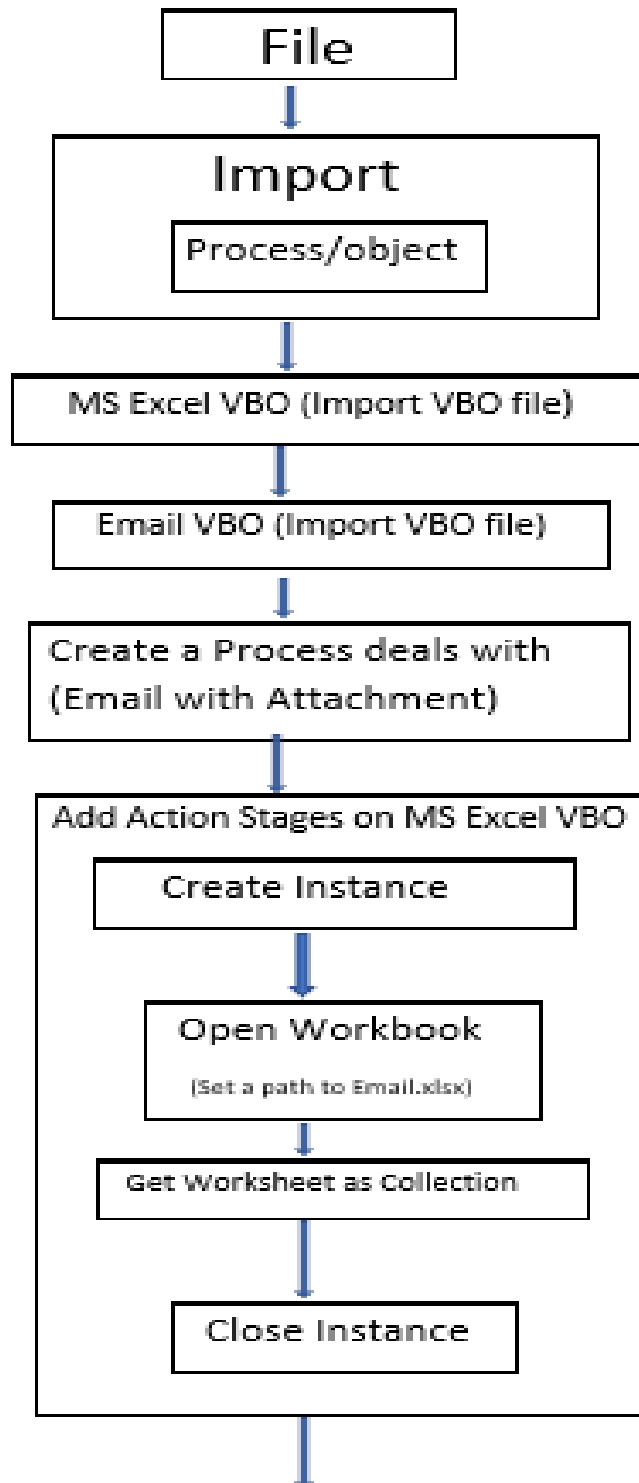 File
Import
Process/object
MS Excel VBO (Import VBO file)
Email VBO (Import VBO file)
Create a Process deals with
(Email with Attachment)
Add Action Stages on MS Excel VBO
Create Instance
Open Workbook
(Set a path to Email.xlsx)
Get Worksheet as Collection
Close Instance